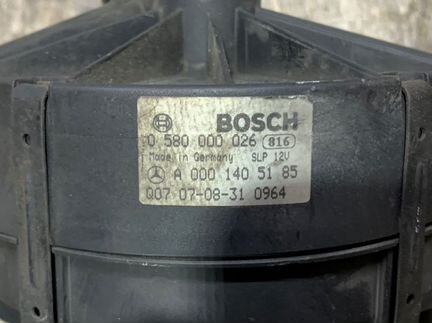 BOSCH
0 580 000 026 816
Made in Germany SLP 12V
A 000 140 51 85
Q07 07-08-31 0964